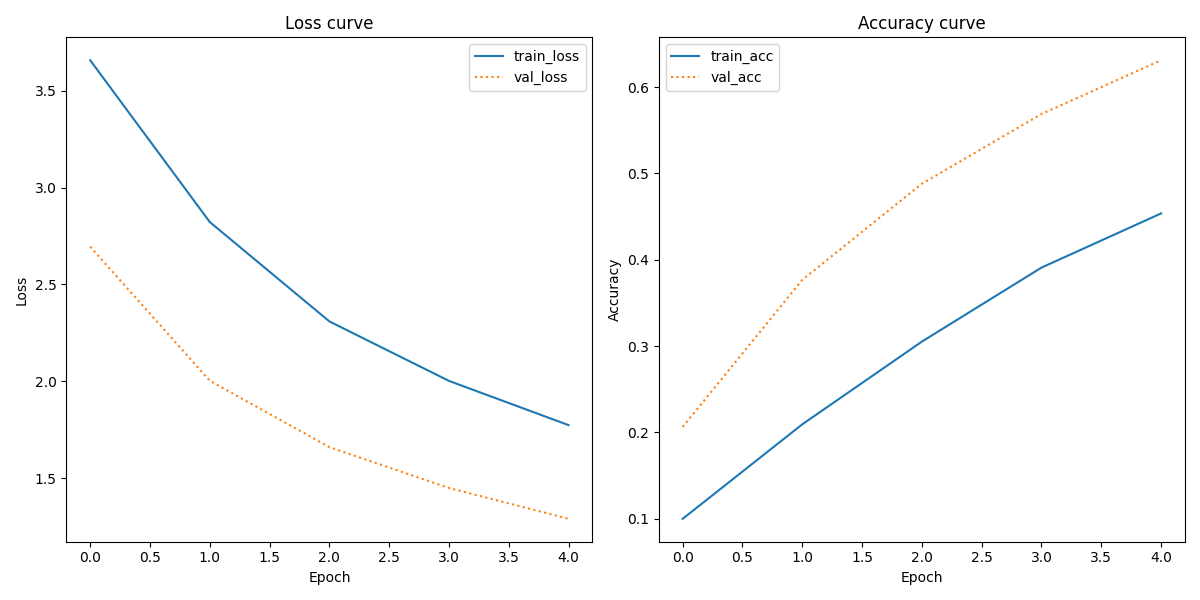 Loss curve
train_loss
val_loss
3.5
3.0
2.5
2.0
1.5
Loss
0.0 0.5 1.0 1.5 2.0 2.5 3.0 3.5 4.0
Epoch
Accuracy curve
train_acc
val_acc
0.6
0.5
0.4
0.3
0.2
0.1
Accuracy
0.0 0.5 1.0 1.5 2.0 2.5 3.0 3.5 4.0
Epoch